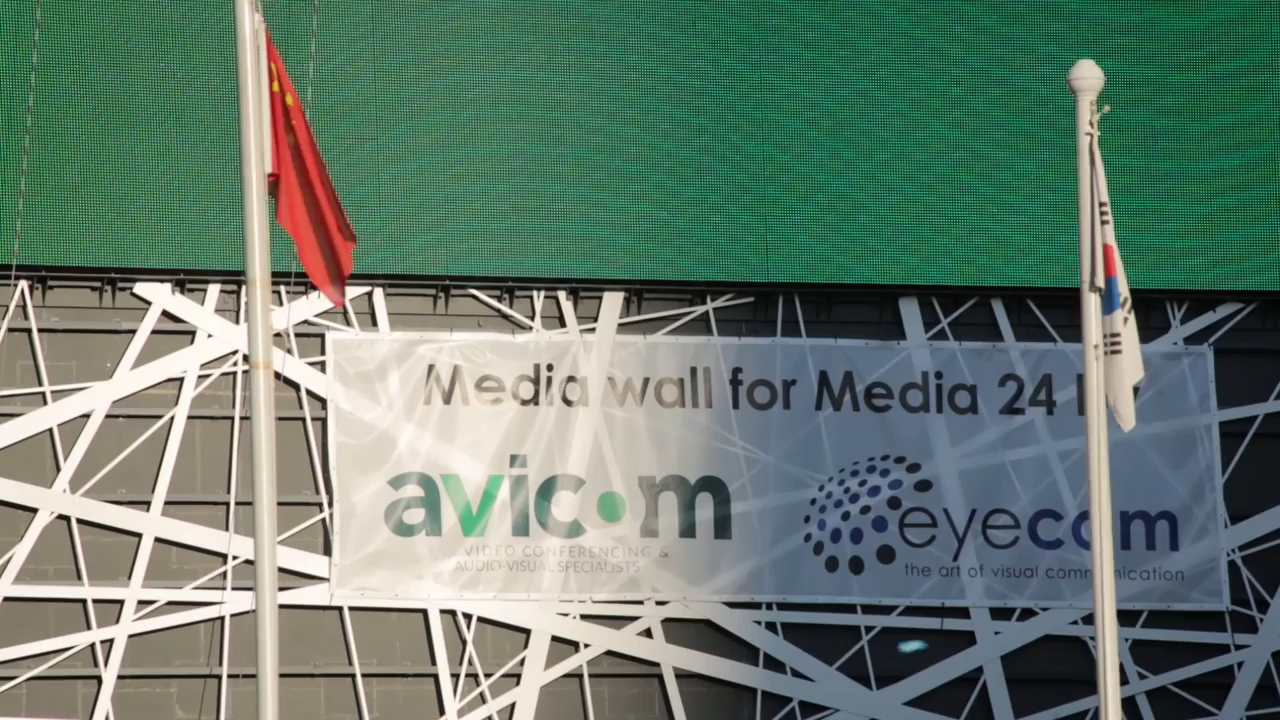 Media wall for Media 24
avicom
VIDEO CONFERENCING &
AUDIO-VISUAL SPECIALISTS
eyecom
the art of visual communication